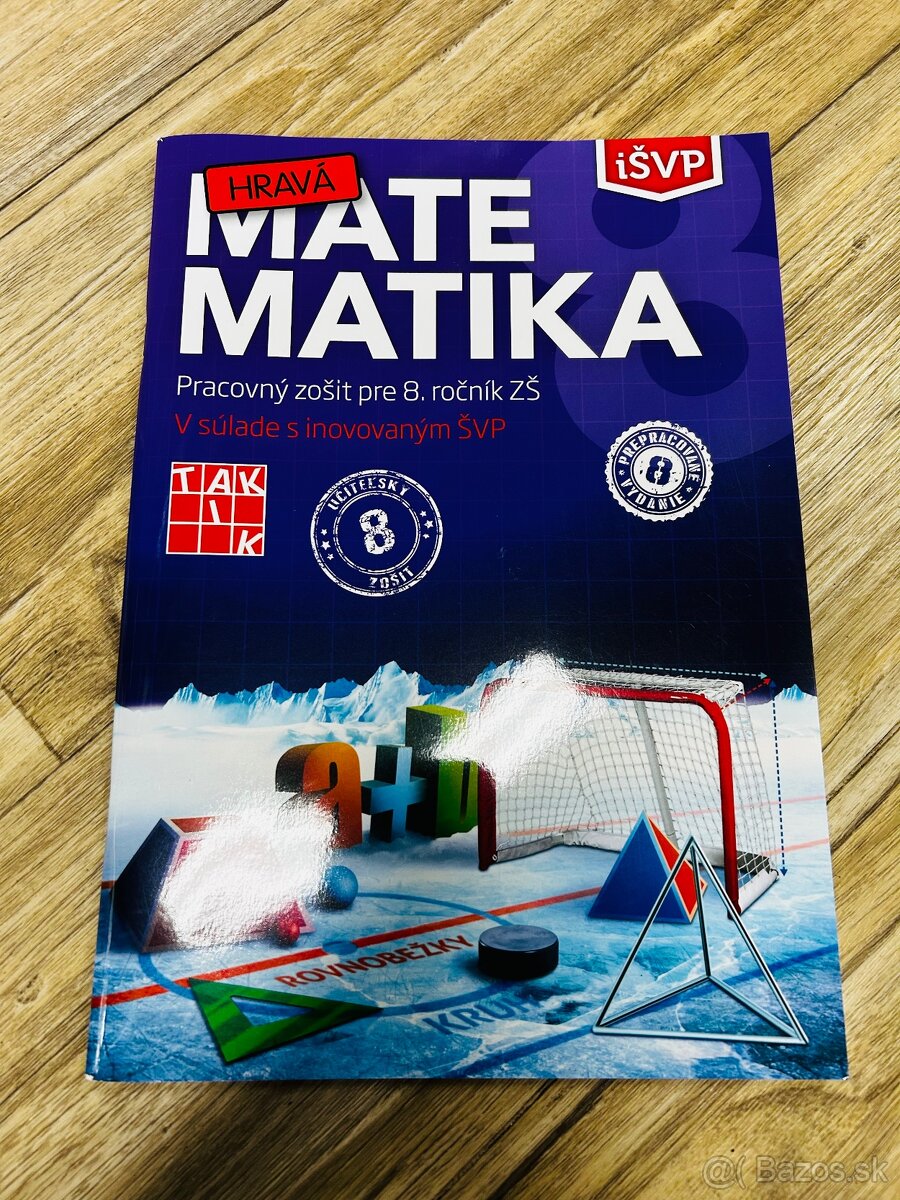 iŠVP
HRAVÁ
MATE
MATIKA
Pracovný zošit pre 8. ročník ZŠ
V súlade s inovovaným ŠVP
TAK
I
K
UČITEĽSKÝ
8
ZOŠIT
PREPRACOVANÉ
8
VYDANIE
8
a+b
ROVNOBEŽKY
KRUH
@( Bazos.sk